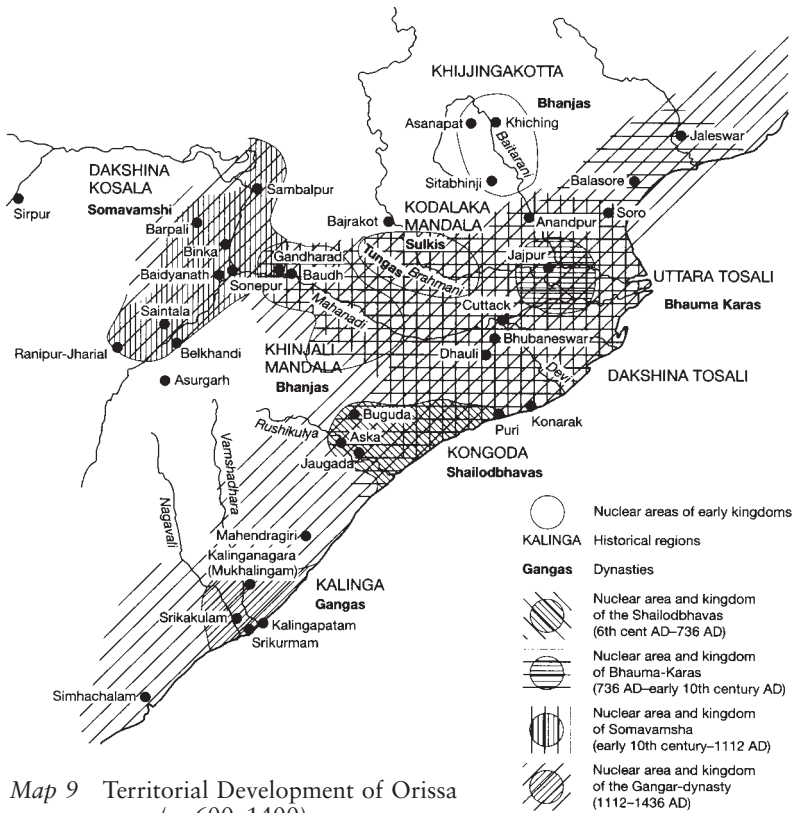 KHIJJINGAKOTTA
Bhanjas
Asanapat
Khiching
Baitarani
Jaleswar
DAKSHINA
KOSALA
Somavamshi
Sambalpur
Sitabhinji
Balasore
Sirpur
Barpali
Bajrakot
KODALAKA
MANDALA
Sulkis
Anandpur
Soro
Binka
Gandharad
Tungas
Brahmani
Jajpur
Baidyanath
Sonepur
Baudh
Mahanadi
UTTARA TOSALI
Bhauma Karas
Cuttack
Saintala
Bhubaneswar
Ranipur-Jharial
Belkhandi
KHINJALI
MANDALA
Bhanjas
Dhauli
Devi
DAKSHINA TOSALI
Asurgarh
Buguda
Rushikulya
Aska
Puri
Konarak
Jaugada
KONGODA
Shailodbhavas
Vamshadhara
Nagavali
Mahendragiri
Kalinganagara
(Mukhalingam)
KALINGA
Gangas
Srikakulam
Kalingapatam
Srikurmam
Simhachalam
Nuclear areas of early kingdoms
KALINGA Historical regions
Gangas Dynasties
Nuclear area and kingdom
of the Shailodbhavas
(6th cent AD–736 AD)
Nuclear area and kingdom
of Bhauma-Karas
(736 AD–early 10th century AD)
Nuclear area and kingdom
of Somavamsha
(early 10th century–1112 AD)
Nuclear area and kingdom
of the Gangar-dynasty
(1112–1436 AD)
Map 9 Territorial Development of Orissa